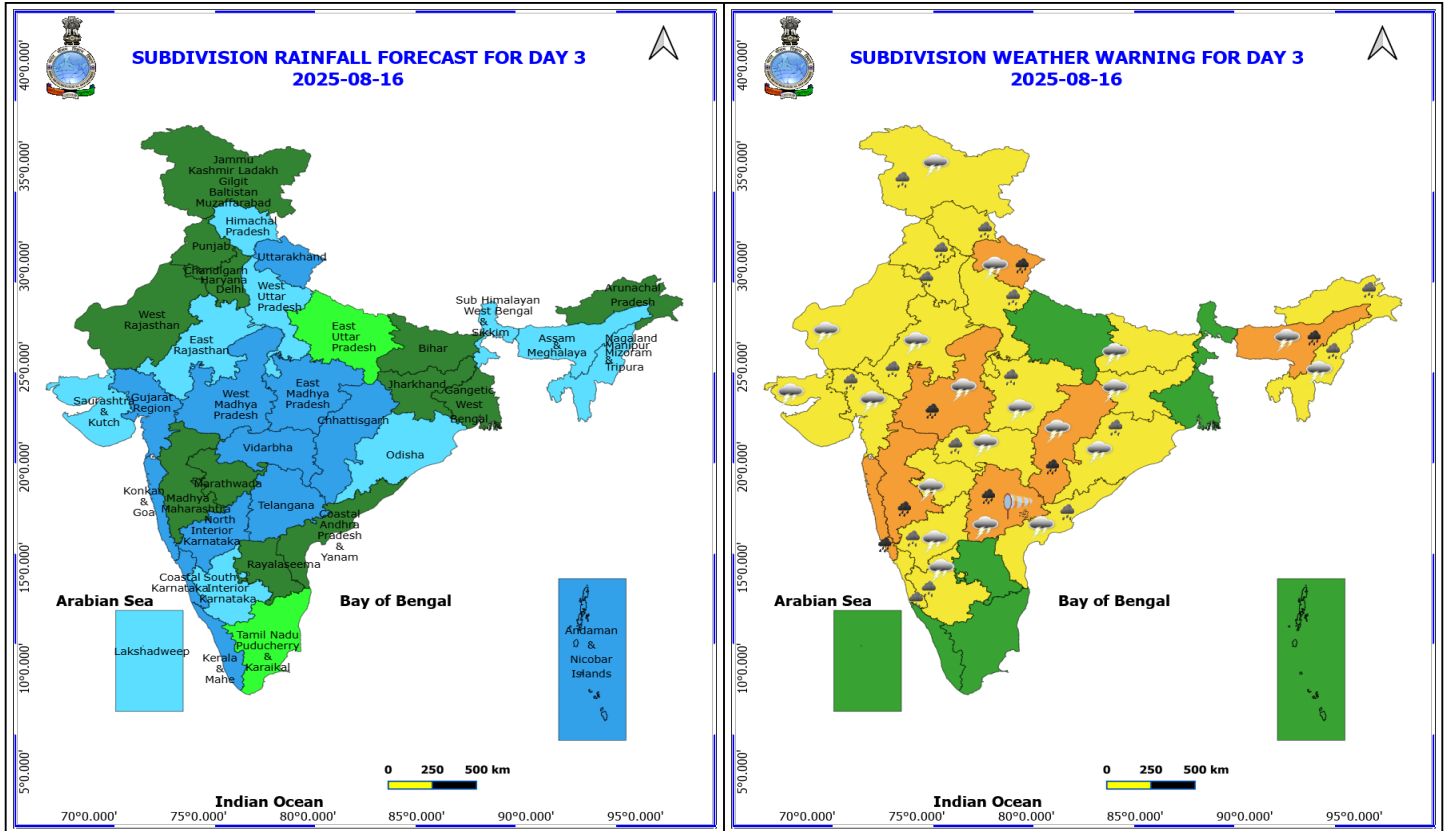 SUBDIVISION RAINFALL FORECAST FOR DAY 3
2025-08-16
40°0.000'
35°0.000'
30°0.000'
25°0.000'
20°0.000'
15°0.000'
10°0.000'
5°0.000'
Jammu
Kashmir Ladakh
Gilgit
Baltistan
Muzaffarabad
Himachal
Pradesh
Punjab
Uttarakhand
Chandigarh
Haryana
Delhi
West
Uttar
Pradesh
West
Rajasthan
East
Rajasthan
East
Uttar
Pradesh
Sub Himalayan
West Bengal
&
Sikkim
Arunachal
Pradesh
Assam
&
Meghalaya
Nagaland
Manipur
Mizoram
&
Tripura
Bihar
Jharkhand
Gangetic
West
Bengal
Saurashtra
&
Kutch
Gujarat
Region
West
Madhya
Pradesh
East
Madhya
Pradesh
Chhattisgarh
Vidarbha
Odisha
Konkan
&
Goa
Madhya
Maharashtra
Marathwada
Telangana
North
Interior
Karnataka
Coastal
Andhra
Pradesh
&
Yanam
Rayalaseema
Coastal
Karnataka
South
Interior
Karnataka
Arabian Sea
Bay of Bengal
Lakshadweep
Kerala
&
Mahe
Tamil Nadu
Puducherry
&
Karaikal
Andaman
&
Nicobar
Islands
0 250 500 km
Indian Ocean
70°0.000' 75°0.000' 80°0.000' 85°0.000' 90°0.000' 95°0.000'
SUBDIVISION WEATHER WARNING FOR DAY 3
2025-08-16
40°0.000'
35°0.000'
30°0.000'
25°0.000'
20°0.000'
15°0.000'
10°0.000'
5°0.000'
Arabian Sea
Bay of Bengal
0 250 500 km
Indian Ocean
70°0.000' 75°0.000' 80°0.000' 85°0.000' 90°0.000' 95°0.000'